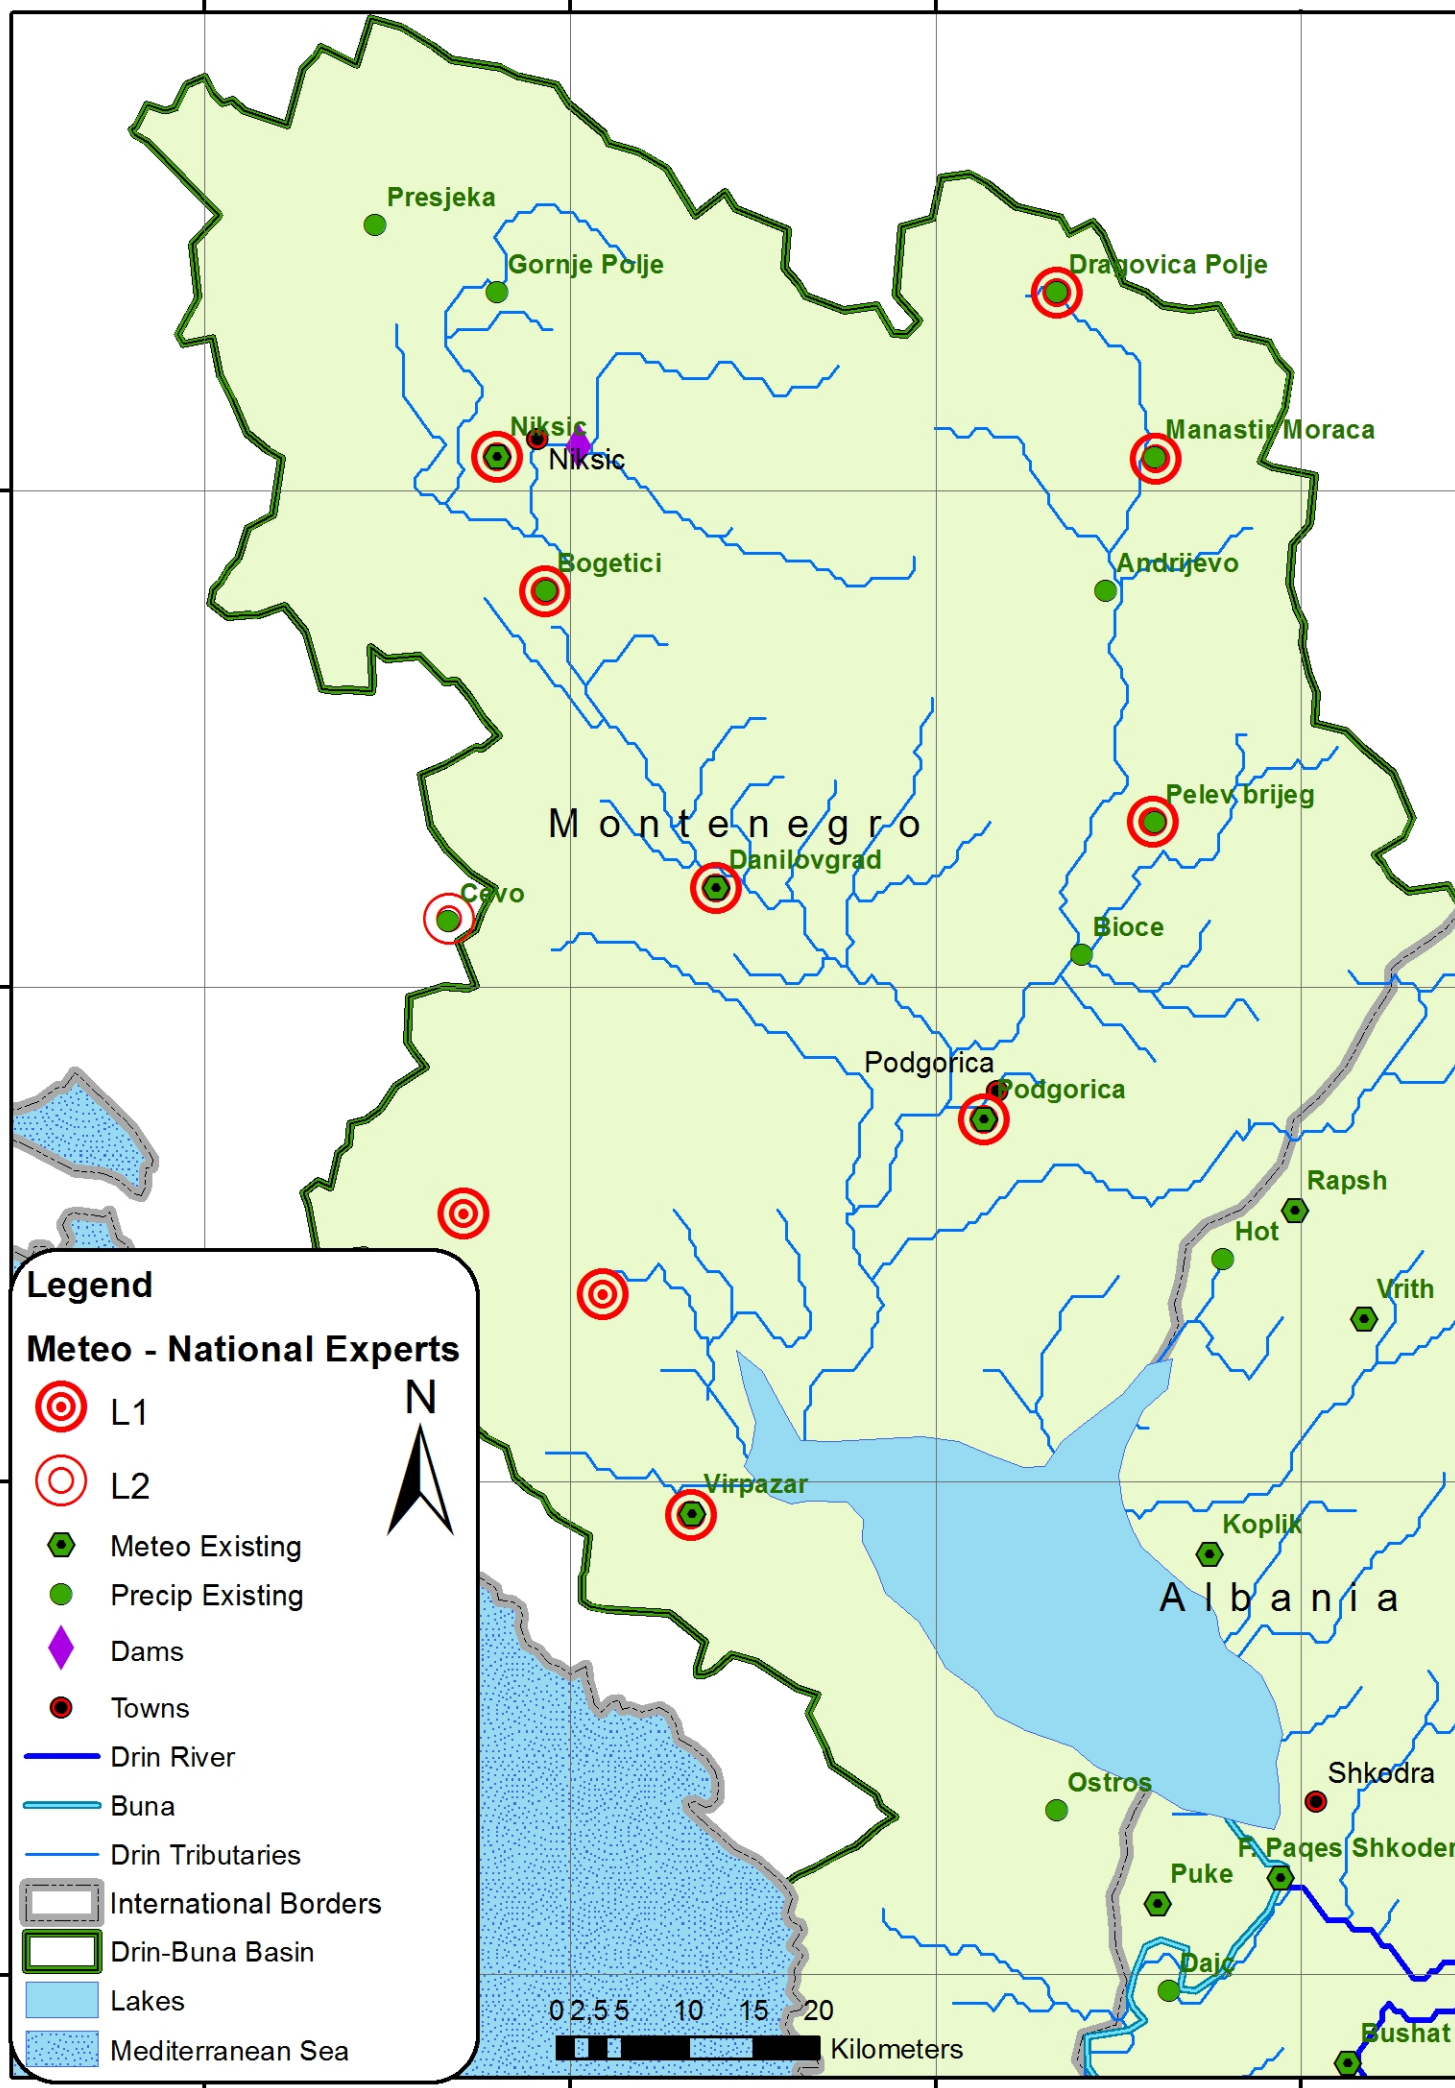 Presjeka
Gornje Polje
Dragovica Polje
Niksic
Niksic
Manastir Moraca
Bogetici
Andrijevo
Pelev brijeg
Montenegro
Danilovgrad
Cevo
Bioce
Podgorica
Podgorica
Rapsh
Hot
Vrith
Virpazar
Koplik
Albania
Ostros
Shkodra
F. Paqes Shkoder
Puke
Dajç
Bushat
Legend
Meteo - National Experts
N
L1
L2
Meteo Existing
Precip Existing
Dams
Towns
Drin River
Buna
Drin Tributaries
International Borders
Drin-Buna Basin
Lakes
Mediterranean Sea
0 2,5 5 10 15 20
Kilometers